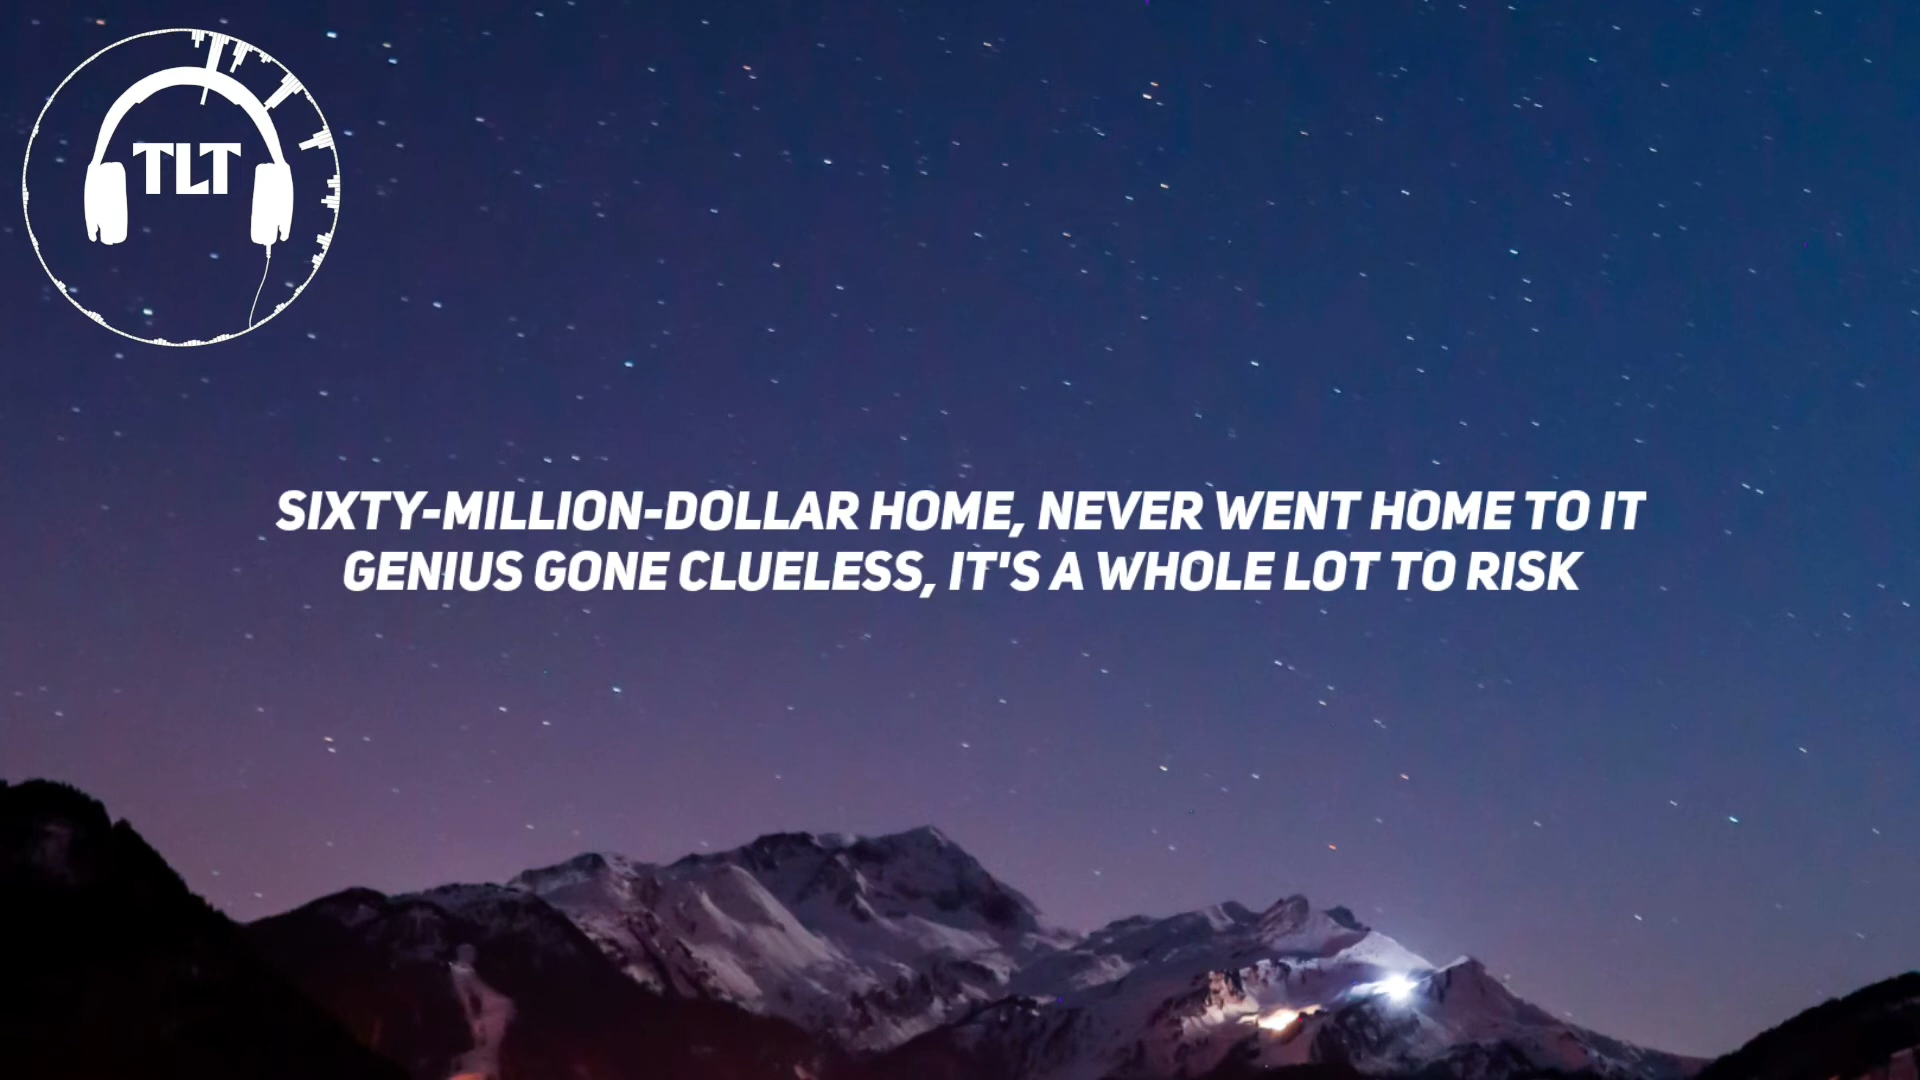 TLT
SIXTY-MILLION-DOLLAR HOME, NEVER WENT HOME TO IT
GENIUS GONE CLUELESS, IT'S A WHOLE LOT TO RISK